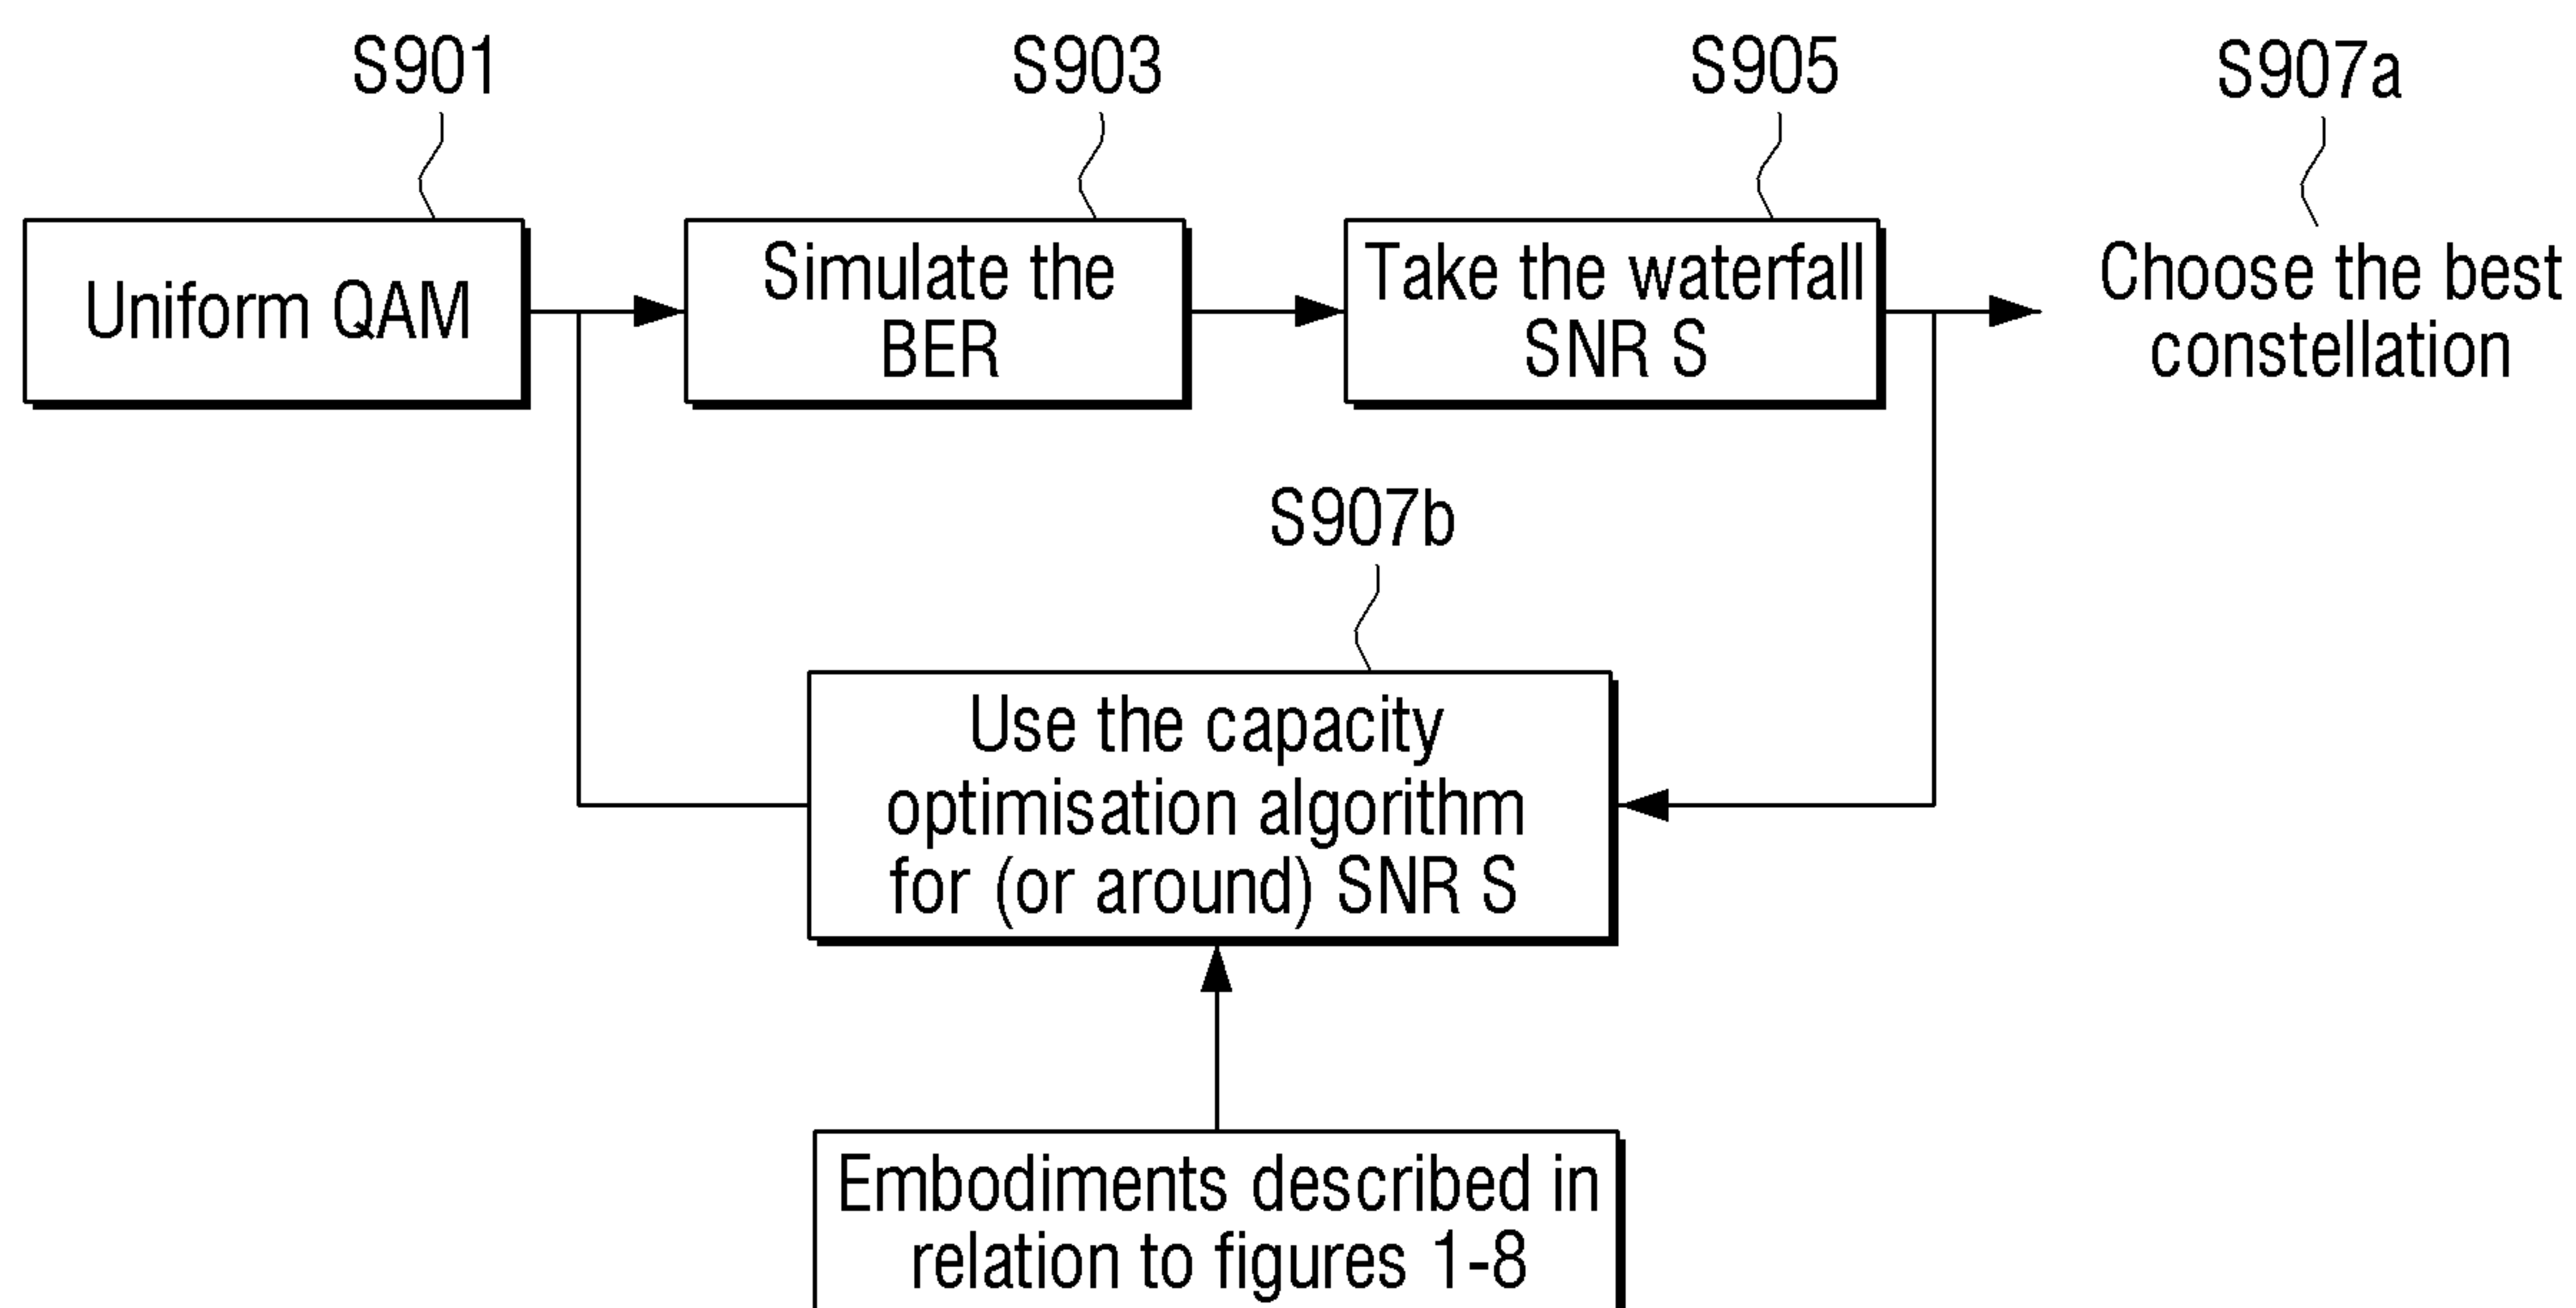 S901
S903
S905
S907a
Uniform QAM
Simulate the
BER
Take the waterfall
SNR S
Choose the best
constellation
S907b
Use the capacity
optimisation algorithm
for (or around) SNR S
Embodiments described in
relation to figures 1-8